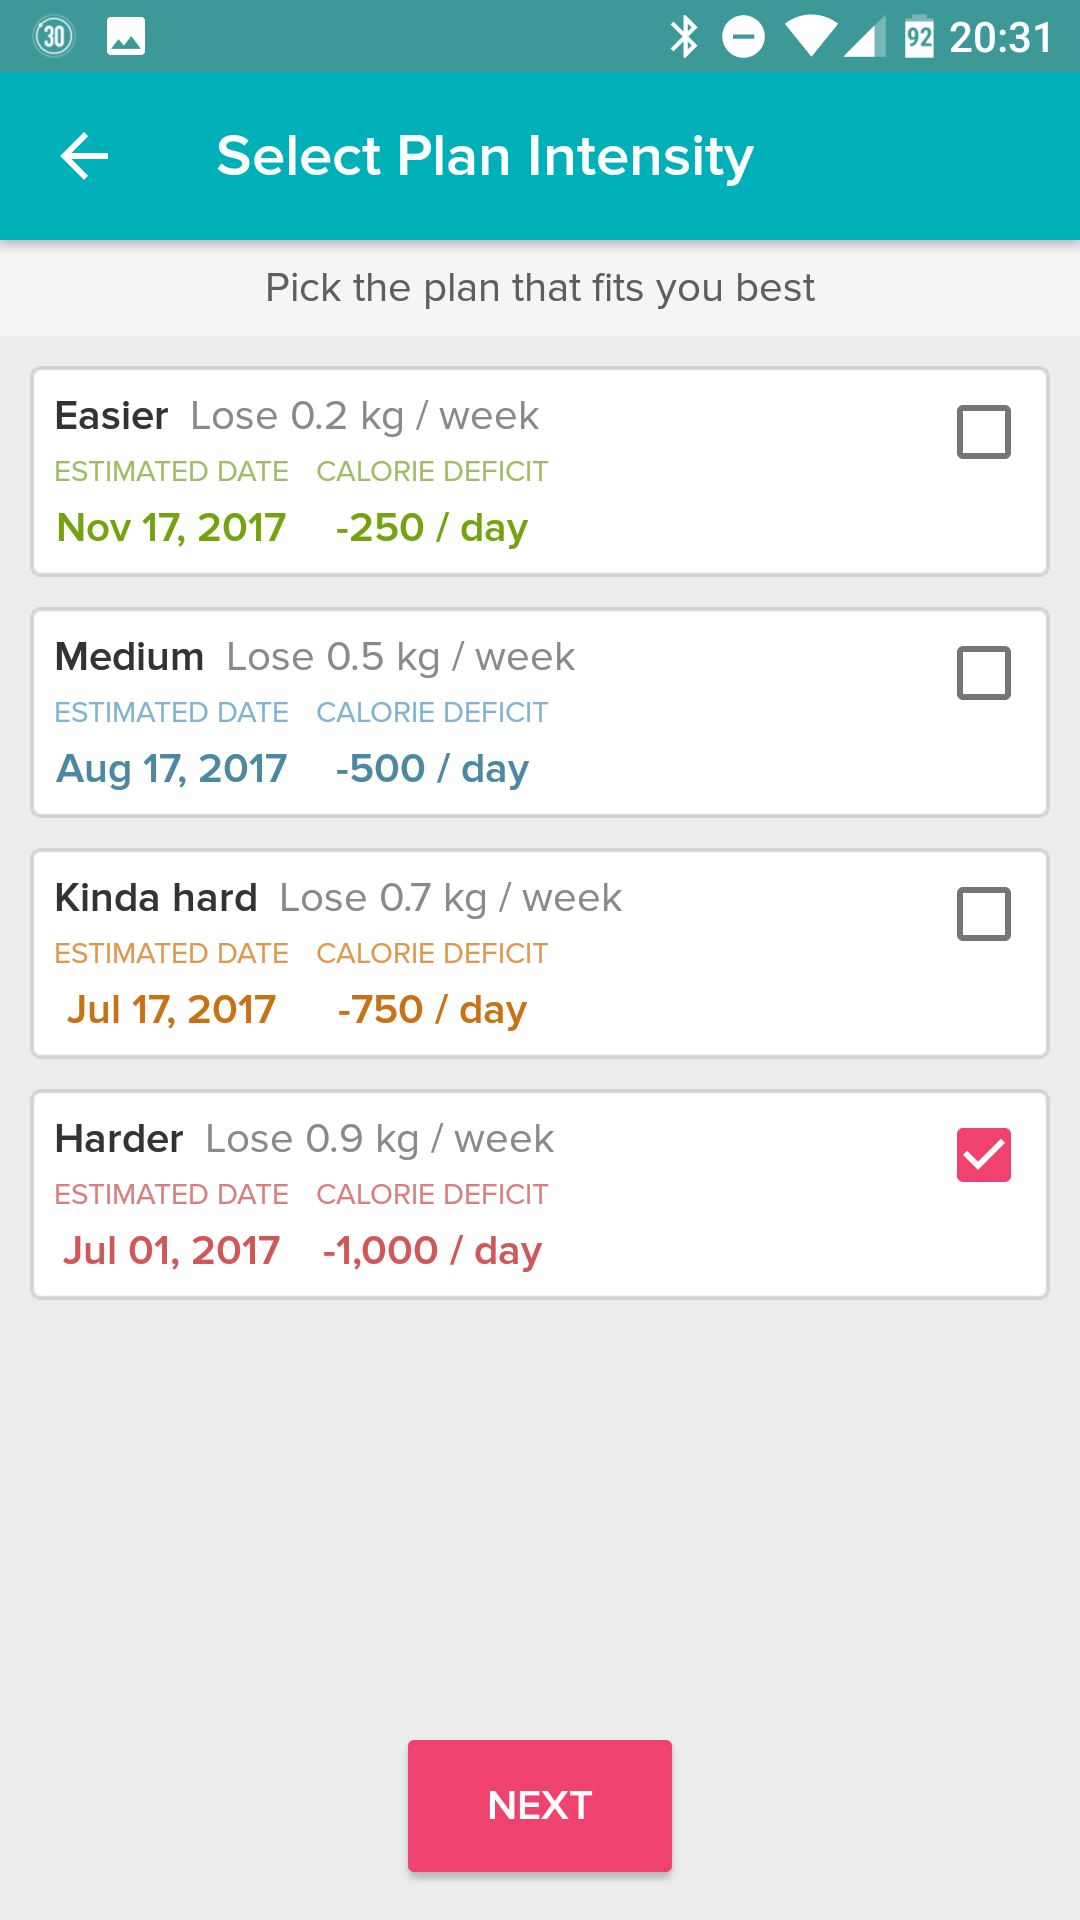 30 92 20:31
Select Plan Intensity
Pick the plan that fits you best
Easier Lose 0.2 kg / week
ESTIMATED DATE CALORIE DEFICIT
Nov 17, 2017 -250 / day
Medium Lose 0.5 kg / week
ESTIMATED DATE CALORIE DEFICIT
Aug 17, 2017 -500 / day
Kinda hard Lose 0.7 kg / week
ESTIMATED DATE CALORIE DEFICIT
Jul 17, 2017 -750 / day
Harder Lose 0.9 kg / week
ESTIMATED DATE CALORIE DEFICIT
Jul 01, 2017 -1,000 / day
NEXT